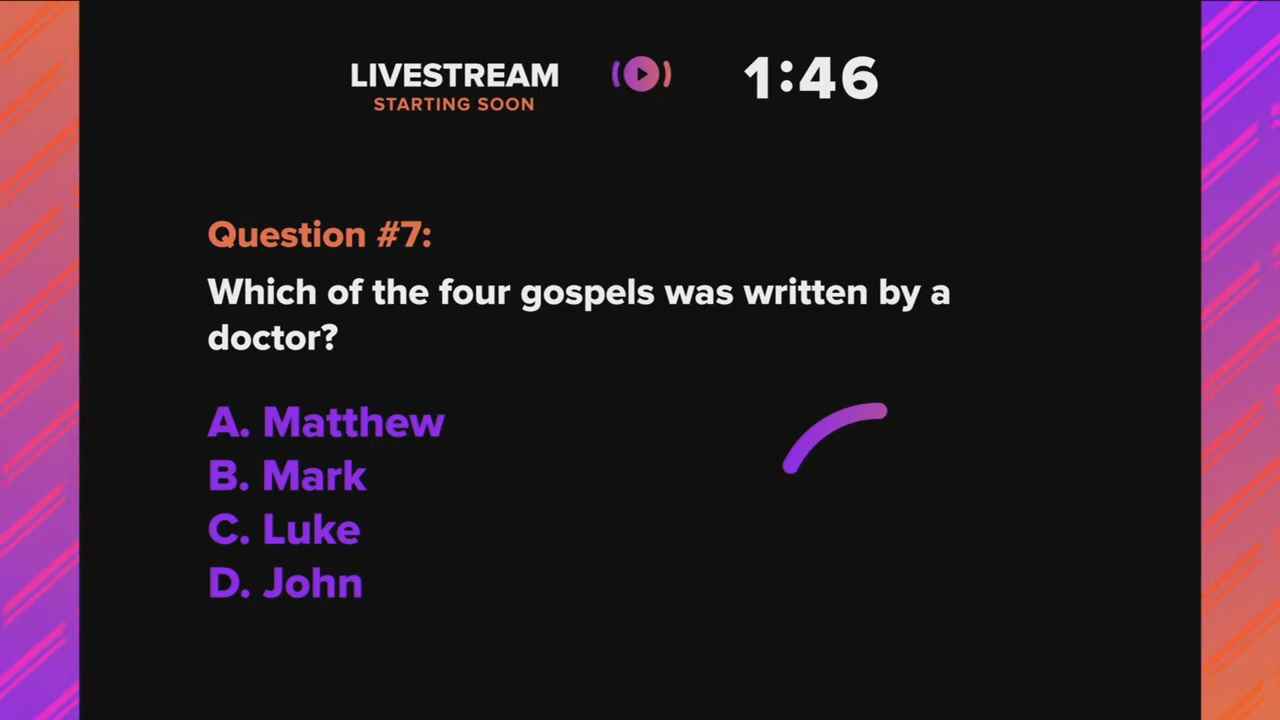 LIVESTREAM
STARTING SOON
1:46
Question #7:
Which of the four gospels was written by a
doctor?
A. Matthew
B. Mark
C. Luke
D. John